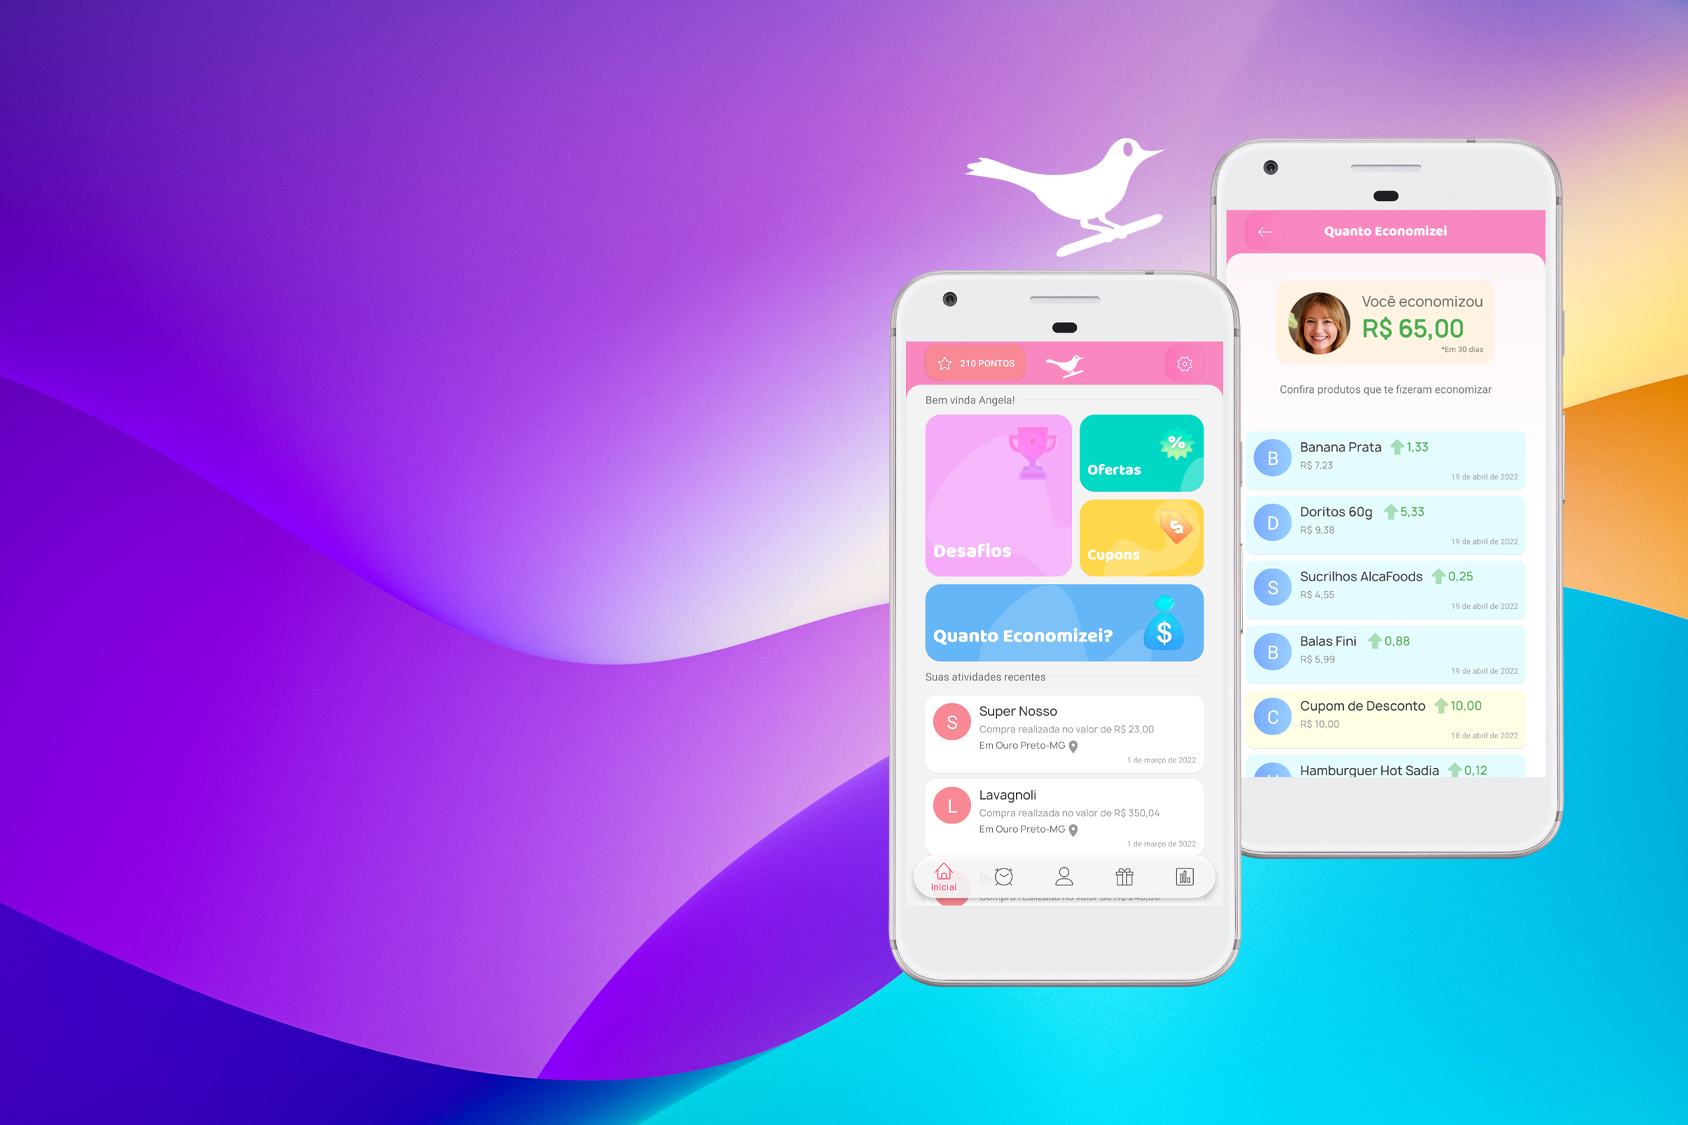 210 PONTOS
Bem vinda Angela!
Desafios
%
Ofertas
$
Cupons
Quanto Economizei?
$
Suas atividades recentes
S
Super Nosso
Compra realizada no valor de R$ 23,00
Em Ouro Preto-MG
1 de março de 2022
L
Lavagnoli
Compra realizada no valor de R$ 350,04
Em Ouro Preto-MG
1 de março de 2022
Inicial
Quanto Economizei
Você economizou
R$ 65,00
*Em 30 dias
Confira produtos que te fizeram economizar
B
Banana Prata 1,33
R$ 7,23
19 de abril de 2022
D
Doritos 60g 5,33
R$ 9,38
19 de abril de 2022
S
Sucrilhos AlcaFoods 0,25
R$ 4,55
19 de abril de 2022
B
Balas Fini 0,88
R$ 5,99
19 de abril de 2022
C
Cupom de Desconto 10,00
R$ 10,00
18 de abril de 2022
Hamburguer Hot Sadia 0,12